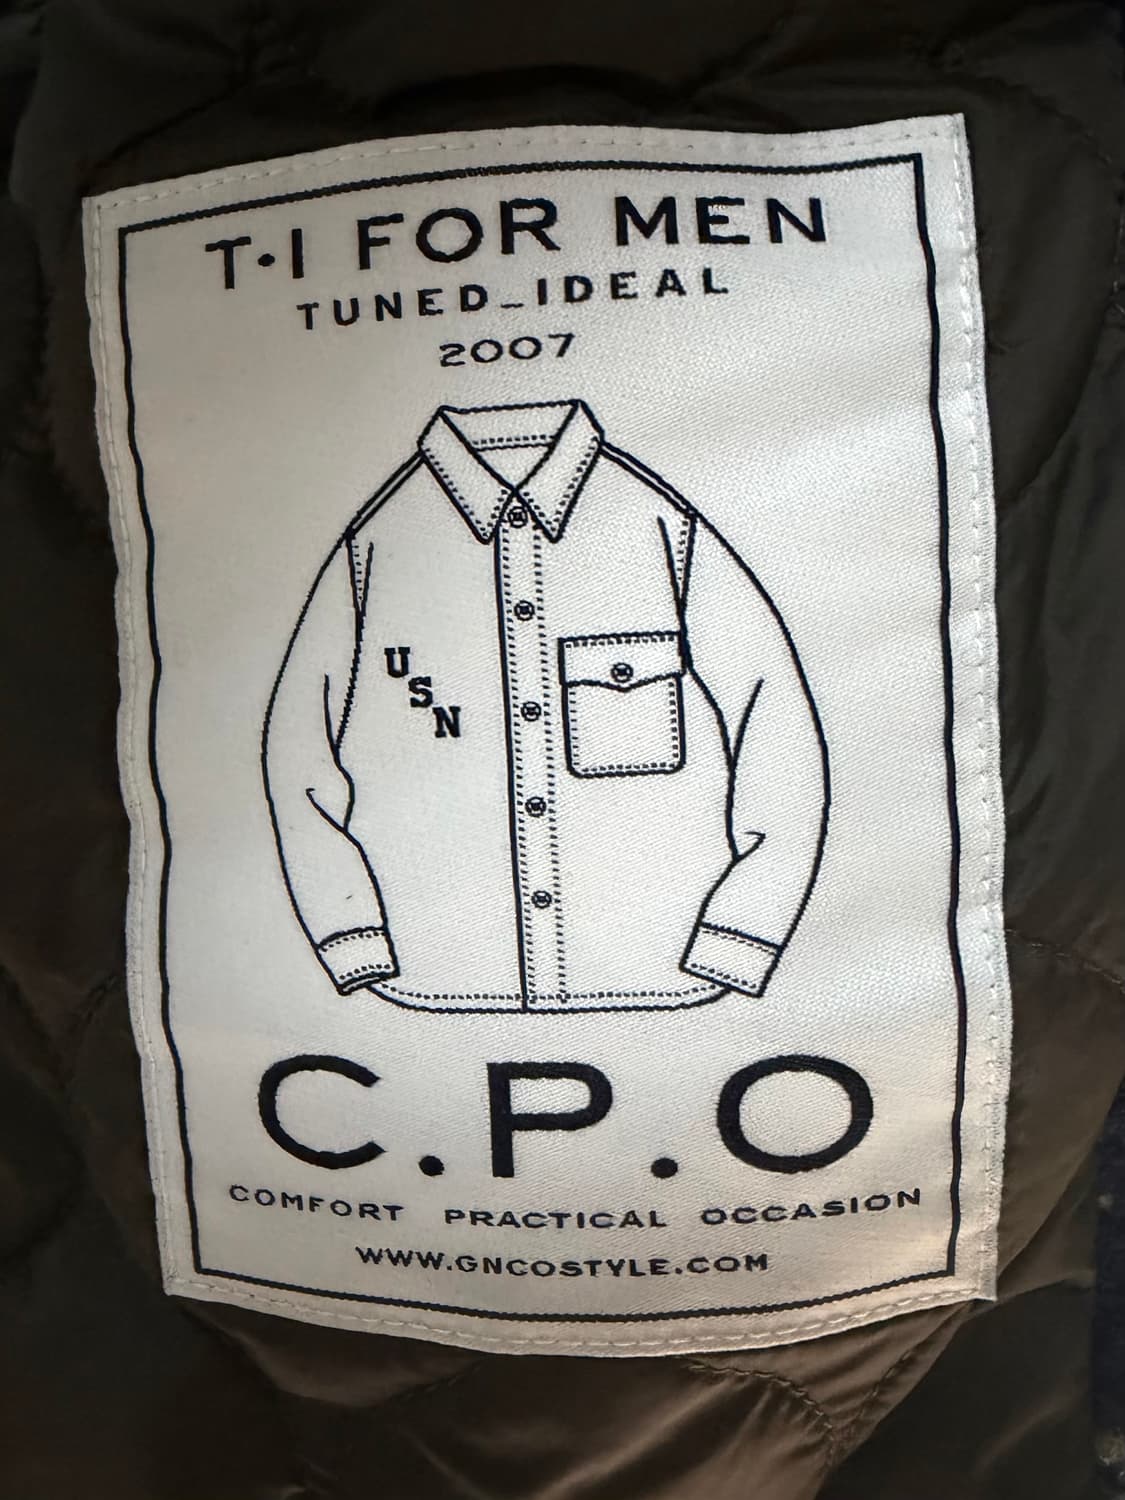 T·I FOR MEN
TUNED_IDEAL
2007
USN
C.P.O
COMFORT PRACTICAL OCCASION
WWW.GNCOSTYLE.COM